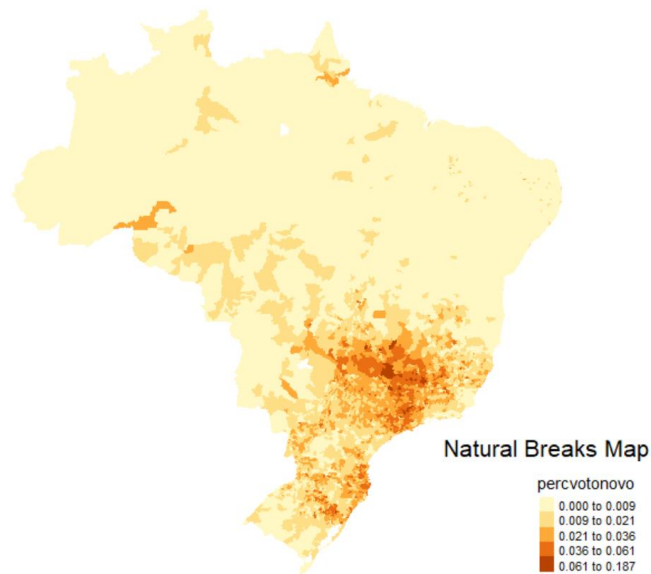 Natural Breaks Map
percvotonovo
0.000 to 0.009
0.009 to 0.021
0.021 to 0.036
0.036 to 0.061
0.061 to 0.187